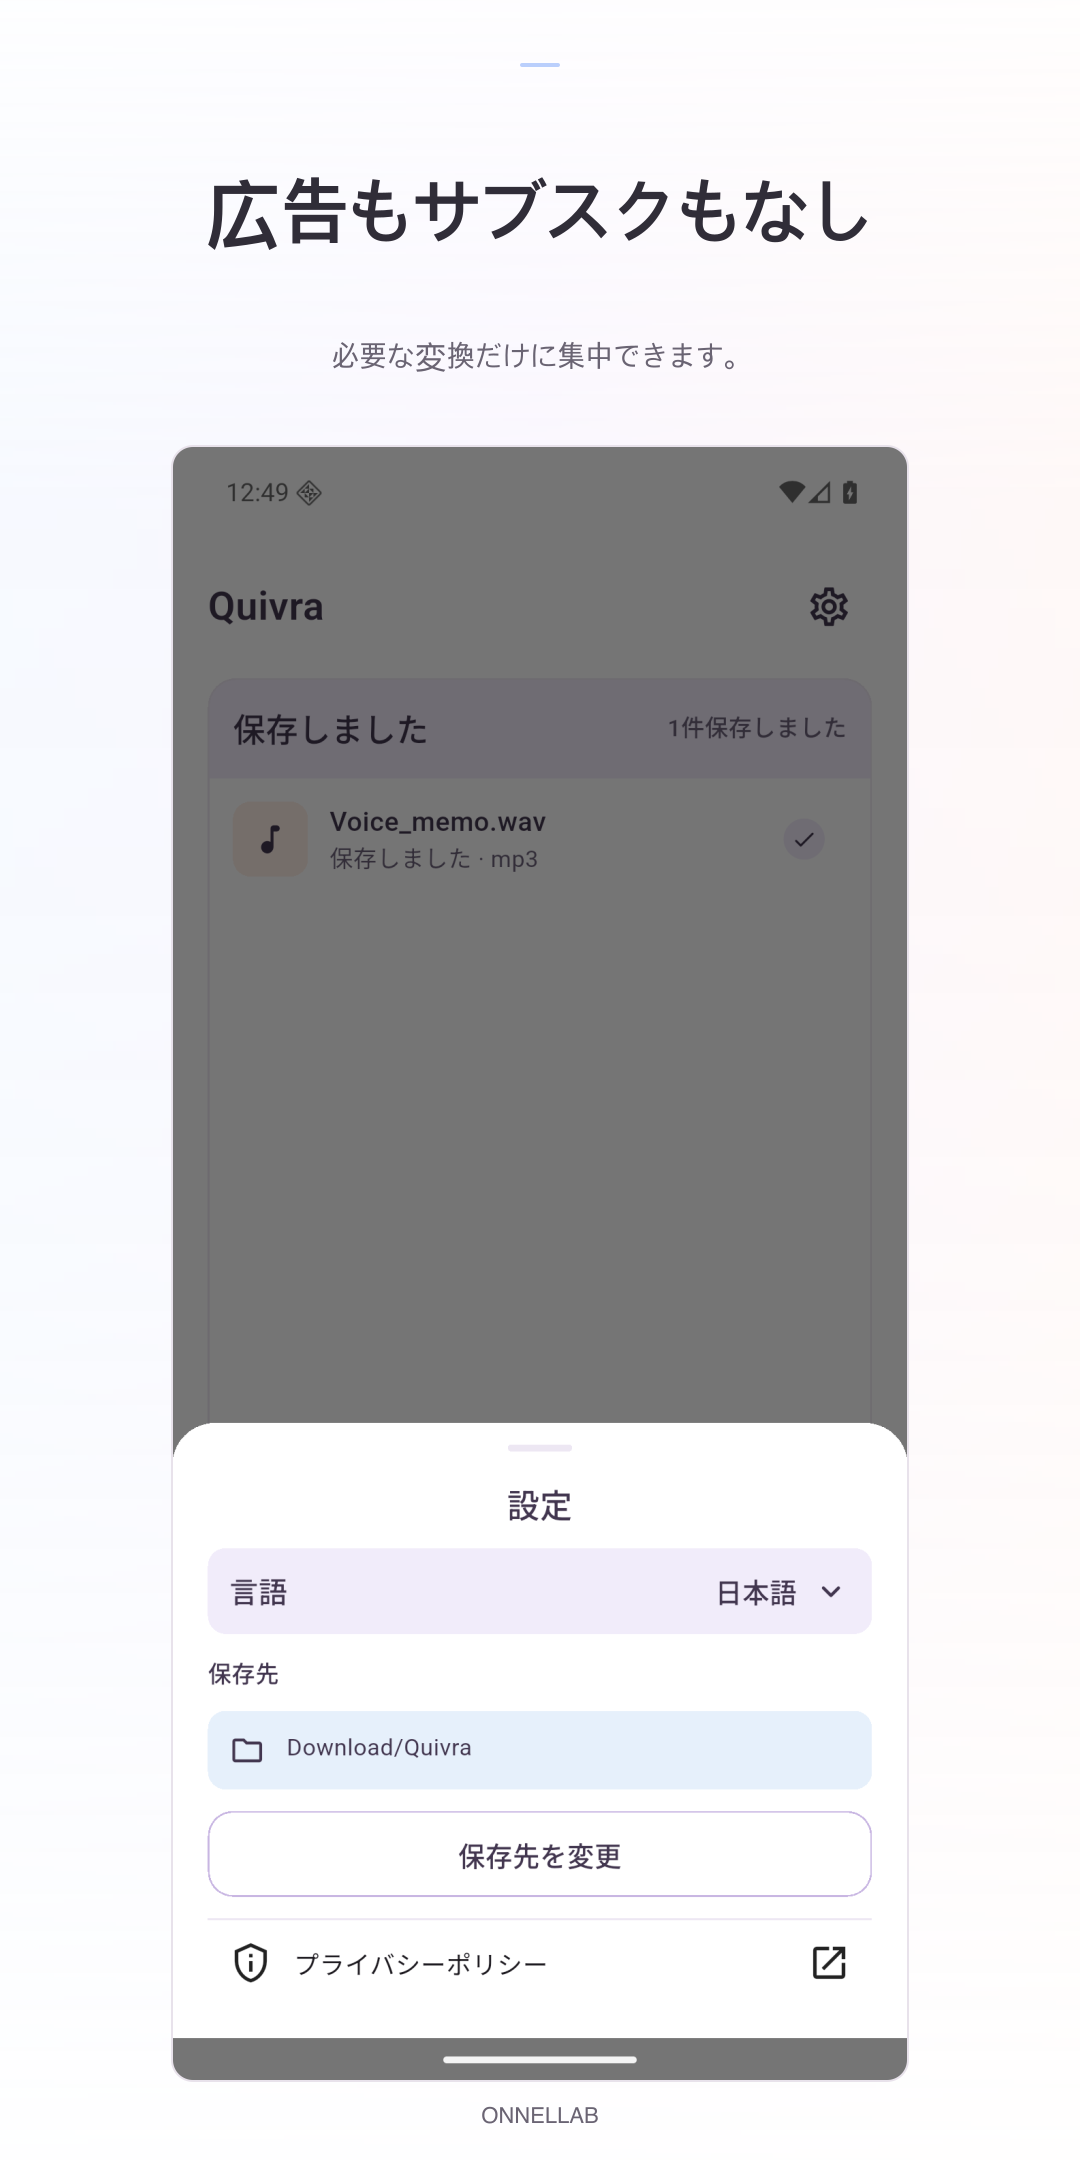 広告もサブスクもなし
必要な変換だけに集中できます。
12:49
Quivra
保存しました 1件保存しました
Voice_memo.wav
保存しました · mp3
設定
言語 日本語
保存先
Download/Quivra
保存先を変更
プライバシーポリシー
ONNELLAB